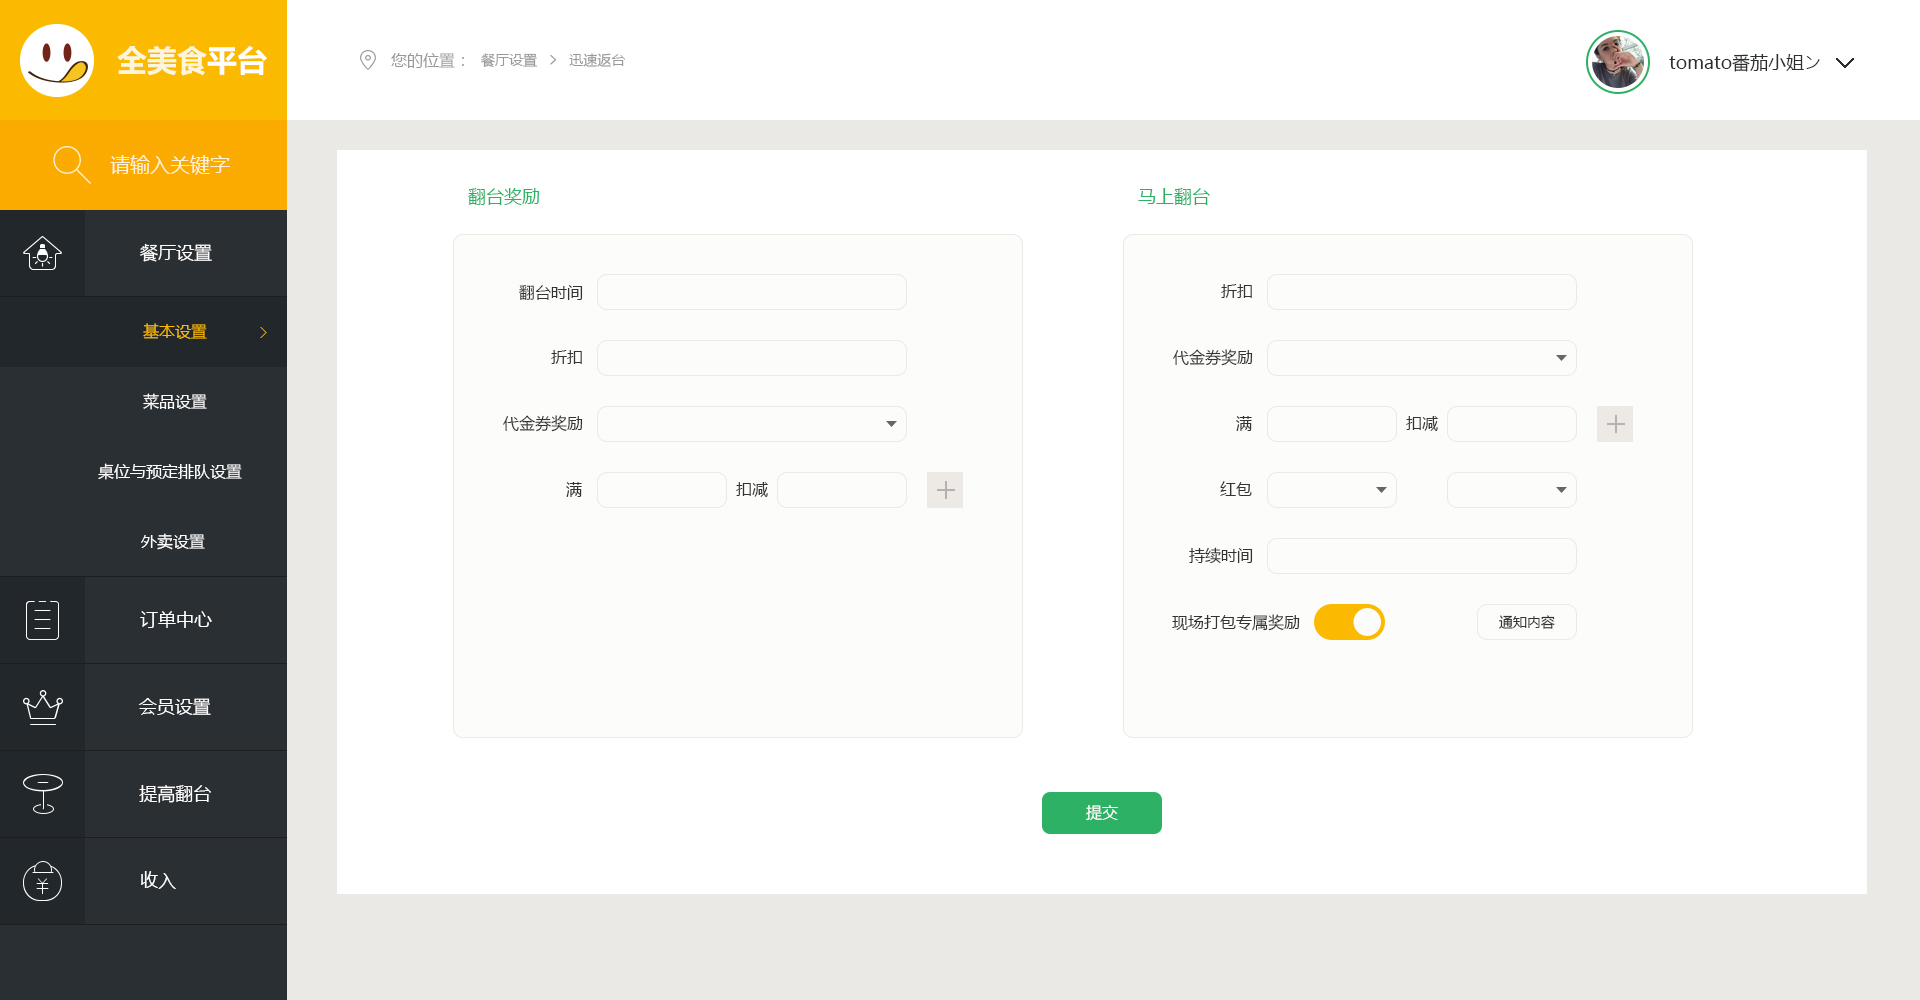 全美食平台
您的位置： 餐厅设置 > 迅速返台
tomato番茄小姐ン
请输入关键字
餐厅设置
基本设置 >
菜品设置
桌位与预定排队设置
外卖设置
订单中心
会员设置
提高翻台
收入
翻台奖励
翻台时间
折扣
代金券奖励
满 扣减
马上翻台
折扣
代金券奖励
满 扣减
红包
持续时间
现场打包专属奖励 通知内容
提交